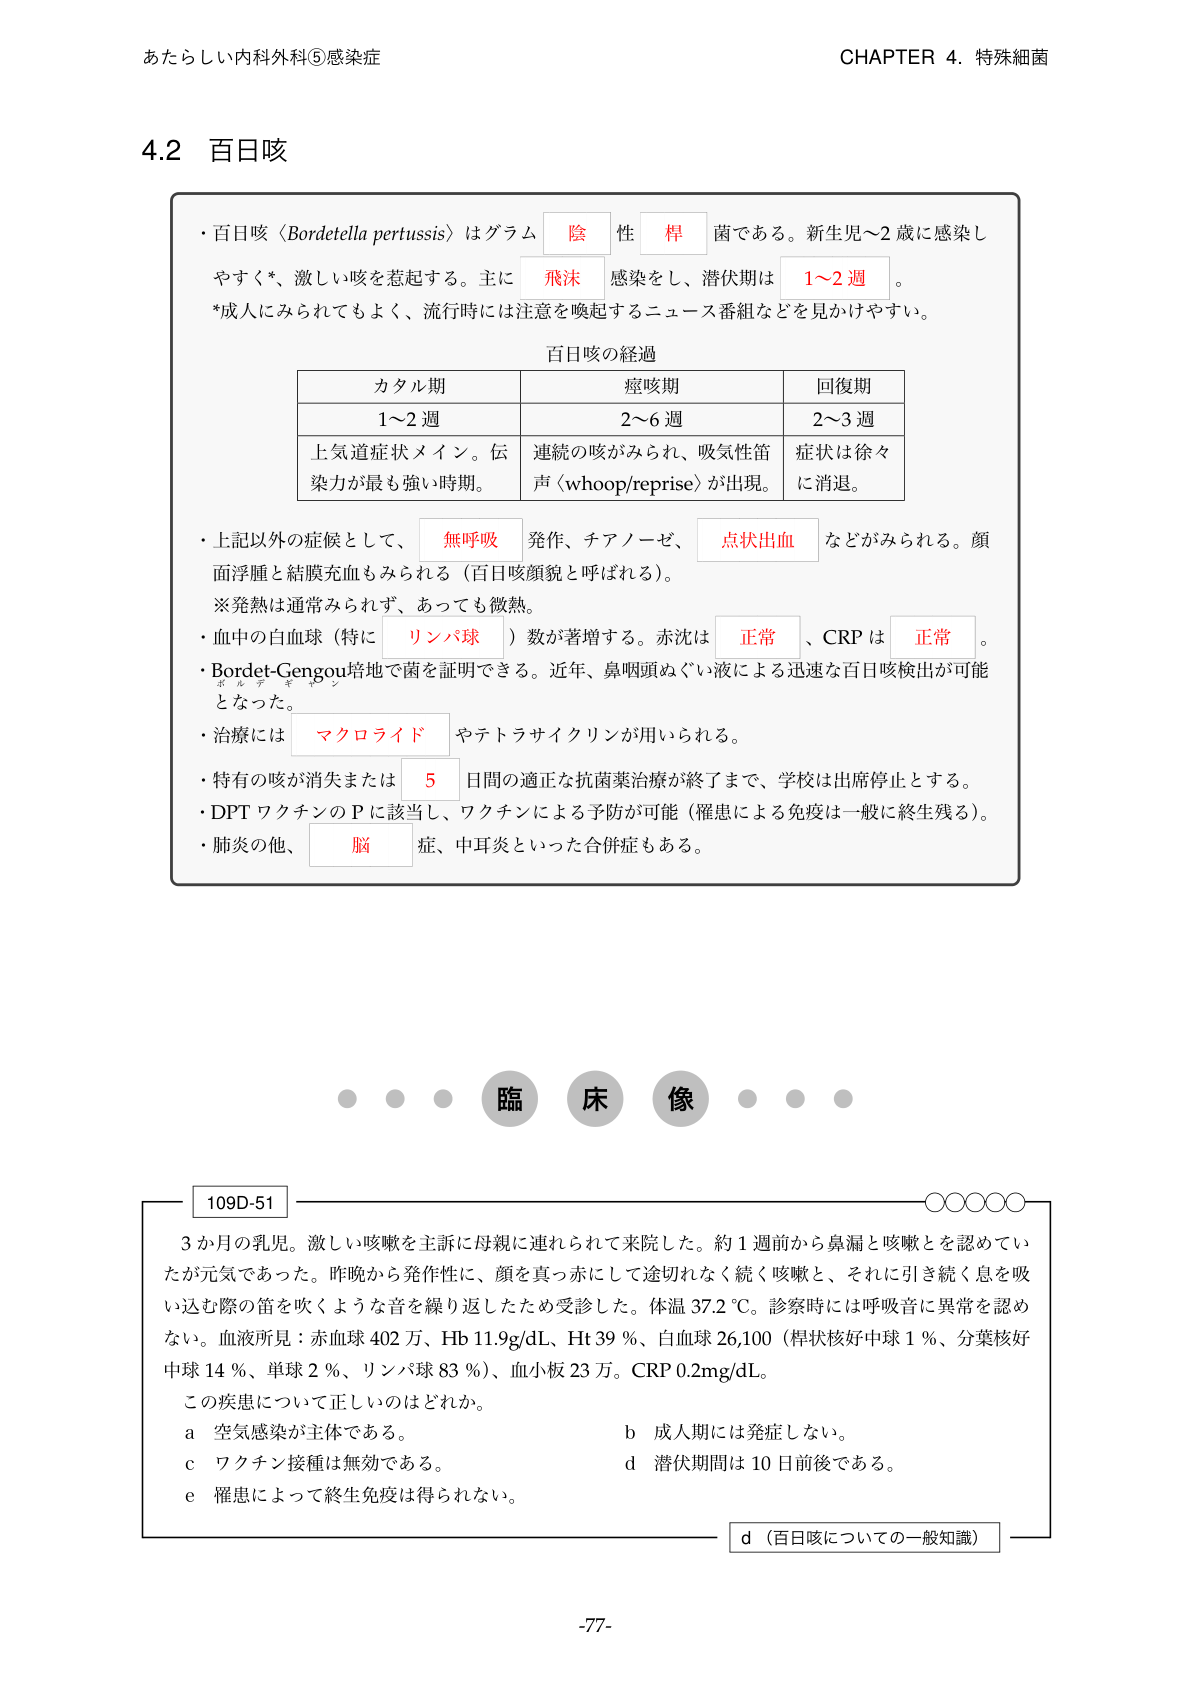 あたらしい内科外科⑤感染症 CHAPTER 4. 特殊細菌
4.2 百日咳
・百日咳〈Bordetella pertussis〉はグラム 陰 性 桿 菌である。新生児〜2 歳に感染し
やすく*、激しい咳を惹起する。主に 飛沫 感染をし、潜伏期は 1〜2 週 。
*成人にみられてもよく、流行時には注意を喚起するニュース番組などを見かけやすい。
百日咳の経過
カタル期 痙咳期 回復期
1〜2 週 2〜6 週 2〜3 週
上気道症状メイン。伝 連続の咳がみられ、吸気性笛 症状は徐々
染力が最も強い時期。 声〈whoop/reprise〉が出現。 に消退。
・上記以外の症候として、 無呼吸 発作、チアノーゼ、 点状出血 などがみられる。顔
面浮腫と結膜充血もみられる（百日咳顔貌と呼ばれる）。
※発熱は通常みられず、あっても微熱。
・血中の白血球（特に リンパ球 ）数が著増する。赤沈は 正常 、CRP は 正常 。
・Bordet-Gengou培地で菌を証明できる。近年、鼻咽頭ぬぐい液による迅速な百日咳検出が可能
ボルデ ギャン
となった。
・治療には マクロライド やテトラサイクリンが用いられる。
・特有の咳が消失または 5 日間の適正な抗菌薬治療が終了まで、学校は出席停止とする。
・DPT ワクチンの P に該当し、ワクチンによる予防が可能（罹患による免疫は一般に終生残る）。
・肺炎の他、 脳 症、中耳炎といった合併症もある。
臨 床 像
109D-51
3 か月の乳児。激しい咳嗽を主訴に母親に連れられて来院した。約 1 週前から鼻漏と咳嗽とを認めてい
たが元気であった。昨晩から発作性に、顔を真っ赤にして途切れなく続く咳嗽と、それに引き続く息を吸
い込む際の笛を吹くような音を繰り返したため受診した。体温 37.2 ℃。診察時には呼吸音に異常を認め
ない。血液所見：赤血球 402 万、Hb 11.9g/dL、Ht 39 %、白血球 26,100（桿状核好中球 1 %、分葉核好
中球 14 %、単球 2 %、リンパ球 83 %）、血小板 23 万。CRP 0.2mg/dL。
この疾患について正しいのはどれか。
a 空気感染が主体である。 b 成人期には発症しない。
c ワクチン接種は無効である。 d 潜伏期間は 10 日前後である。
e 罹患によって終生免疫は得られない。
d （百日咳についての一般知識）
-77-